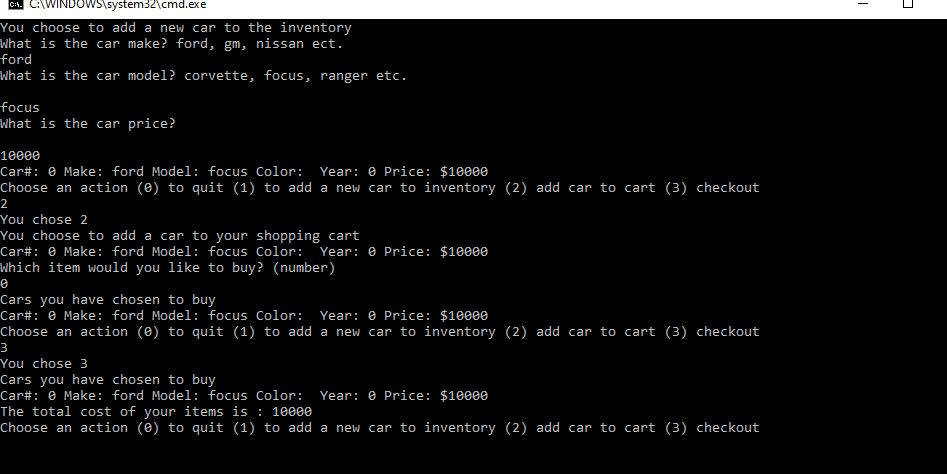 C:\WINDOWS\system32\cmd.exe
You choose to add a new car to the inventory
What is the car make? ford, gm, nissan ect.
ford
What is the car model? corvette, focus, ranger etc.
focus
What is the car price?
10000
Car#: 0 Make: ford Model: focus Color:  Year: 0 Price: $10000
Choose an action (0) to quit (1) to add a new car to inventory (2) add car to cart (3) checkout
2
You chose 2
You choose to add a car to your shopping cart
Car#: 0 Make: ford Model: focus Color:  Year: 0 Price: $10000
Which item would you like to buy? (number)
0
Cars you have chosen to buy
Car#: 0 Make: ford Model: focus Color:  Year: 0 Price: $10000
Choose an action (0) to quit (1) to add a new car to inventory (2) add car to cart (3) checkout
3
You chose 3
Cars you have chosen to buy
Car#: 0 Make: ford Model: focus Color:  Year: 0 Price: $10000
The total cost of your items is : 10000
Choose an action (0) to quit (1) to add a new car to inventory (2) add car to cart (3) checkout